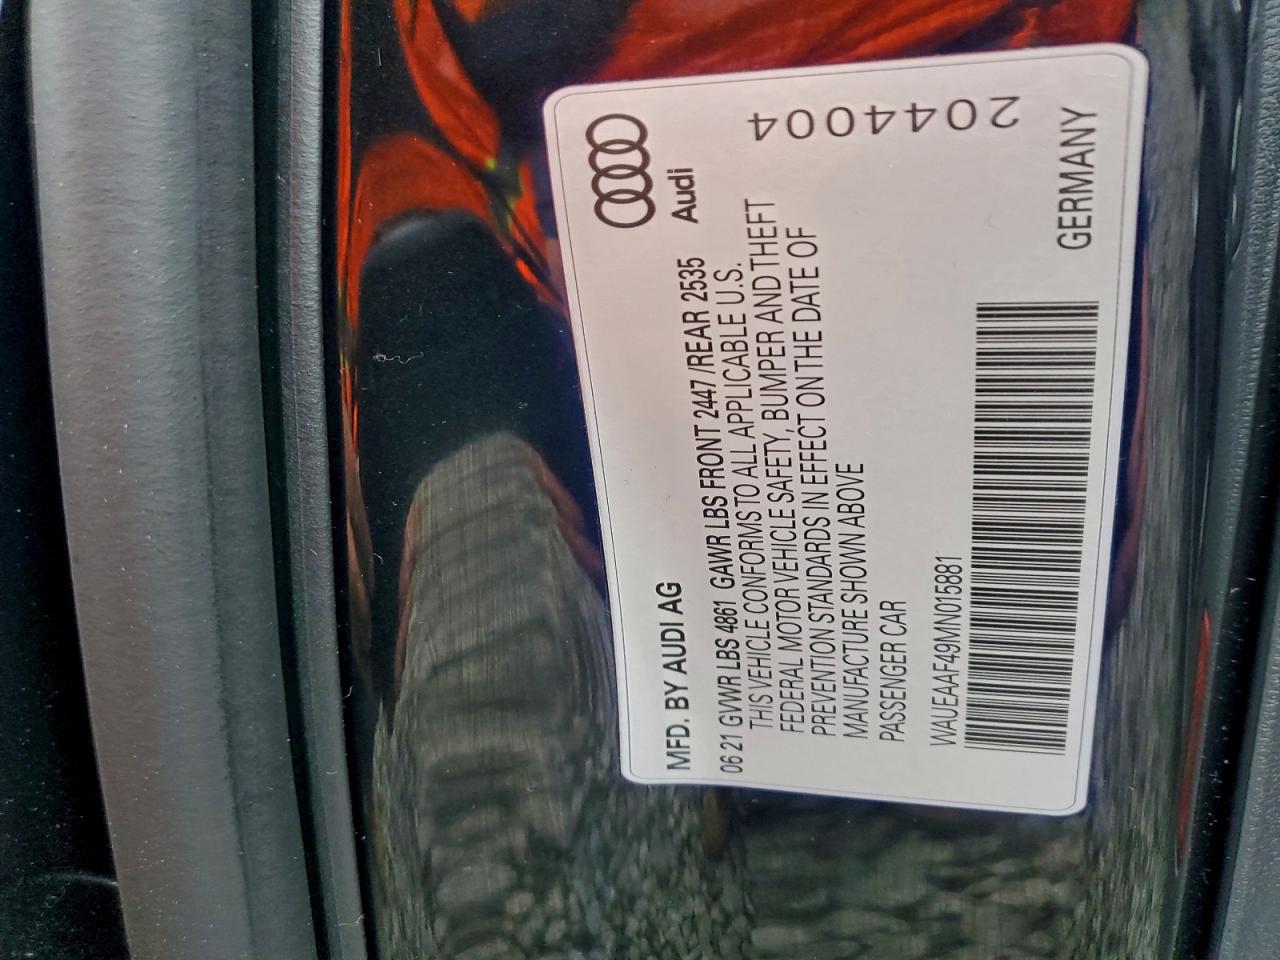 Audi
MFD. BY AUDI AG
06 21 GVWR LBS 4861 GAWR LBS FRONT 2447 /REAR 2535
THIS VEHICLE CONFORMS TO ALL APPLICABLE U.S.
FEDERAL MOTOR VEHICLE SAFETY, BUMPER AND THEFT
PREVENTION STANDARDS IN EFFECT ON THE DATE OF
MANUFACTURE SHOWN ABOVE
PASSENGER CAR
WAUEAAF49MN015881
2044004
GERMANY